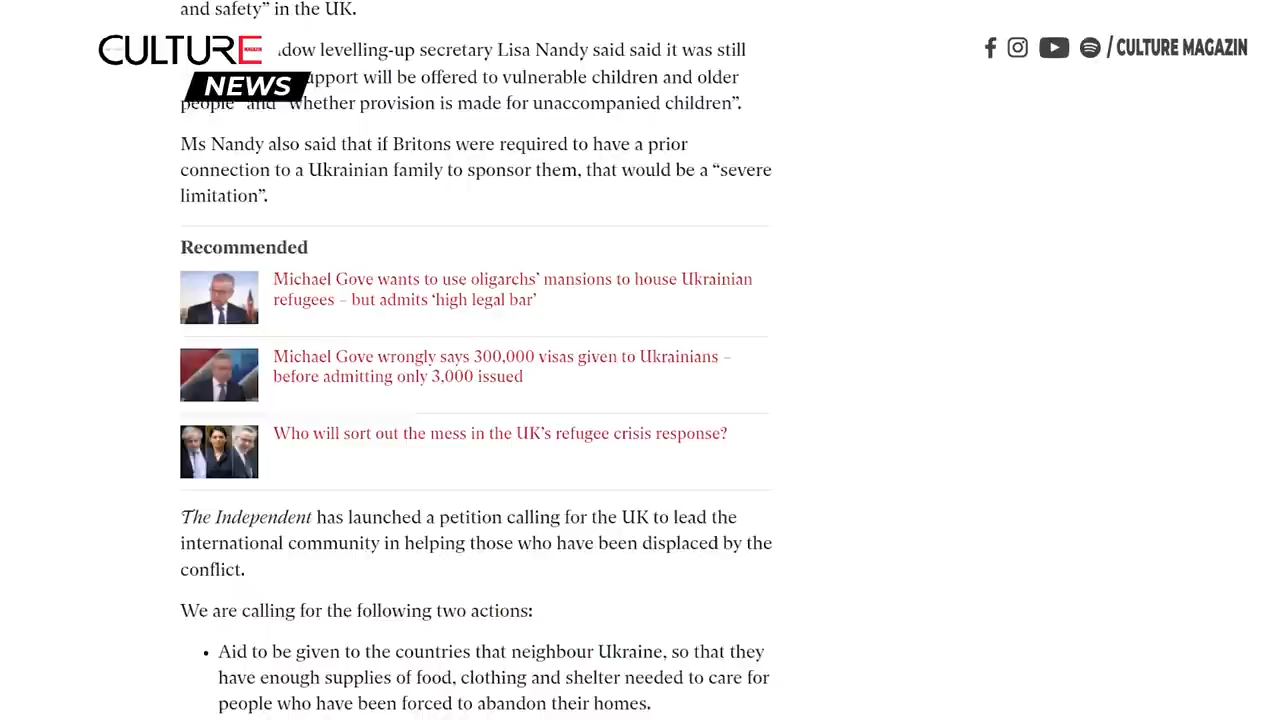 and safety” in the UK.
CULTURE
NEWS
/ CULTURE MAGAZIN
dow levelling-up secretary Lisa Nandy said said it was still
upport will be offered to vulnerable children and older
people” and “whether provision is made for unaccompanied children”.
Ms Nandy also said that if Britons were required to have a prior
connection to a Ukrainian family to sponsor them, that would be a “severe
limitation”.
Recommended
Michael Gove wants to use oligarchs’ mansions to house Ukrainian
refugees – but admits ‘high legal bar’
Michael Gove wrongly says 300,000 visas given to Ukrainians –
before admitting only 3,000 issued
Who will sort out the mess in the UK’s refugee crisis response?
The Independent has launched a petition calling for the UK to lead the
international community in helping those who have been displaced by the
conflict.
We are calling for the following two actions:
• Aid to be given to the countries that neighbour Ukraine, so that they
have enough supplies of food, clothing and shelter needed to care for
people who have been forced to abandon their homes.